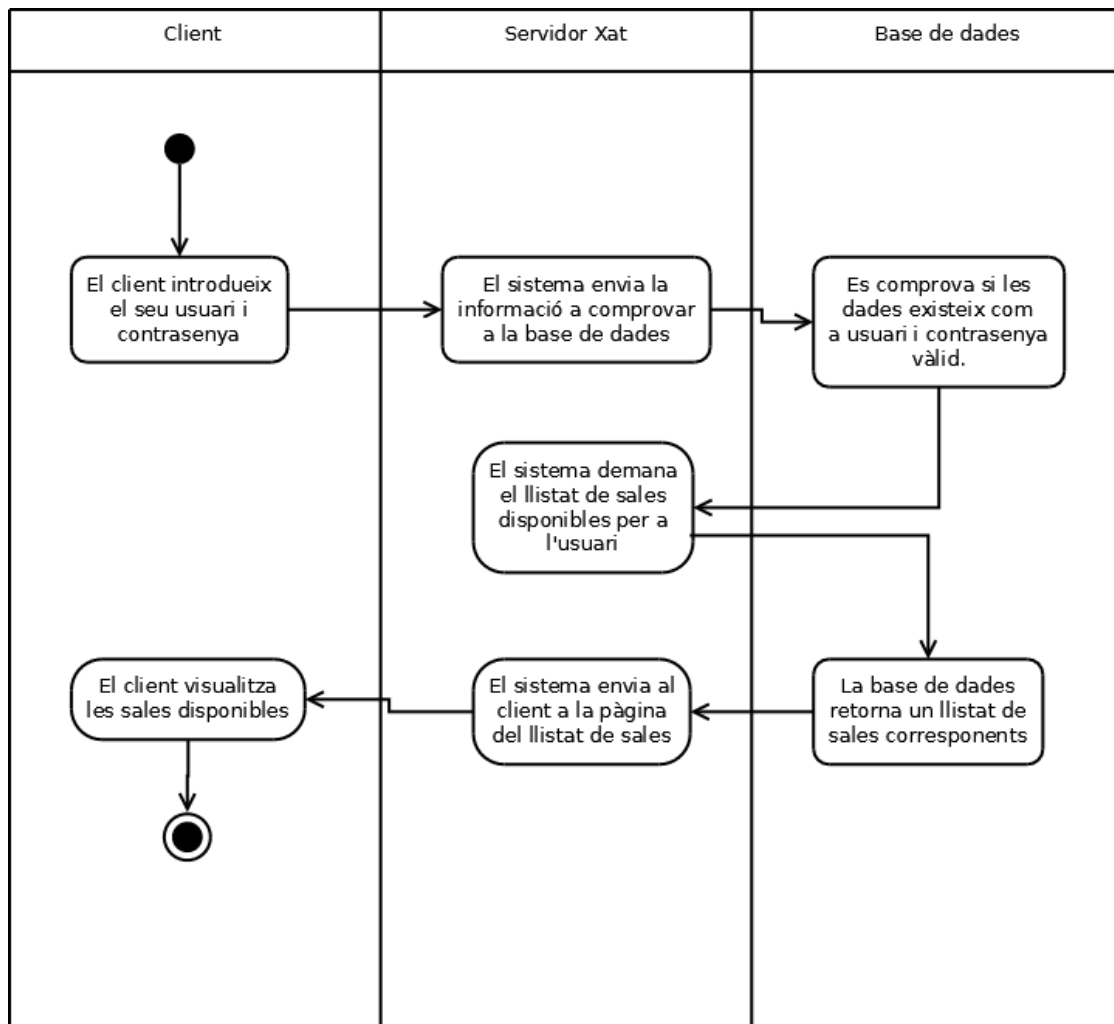 Client
Servidor Xat
Base de dades
El client introdueix
el seu usuari i
contrasenya
El sistema envia la
informació a comprovar
a la base de dades
Es comprova si les
dades existeix com
a usuari i contrasenya
vàlid.
El sistema demana
el llistat de sales
disponibles per a
l'usuari
El client visualitza
les sales disponibles
El sistema envia al
client a la pàgina
del llistat de sales
La base de dades
retorna un llistat de
sales corresponents